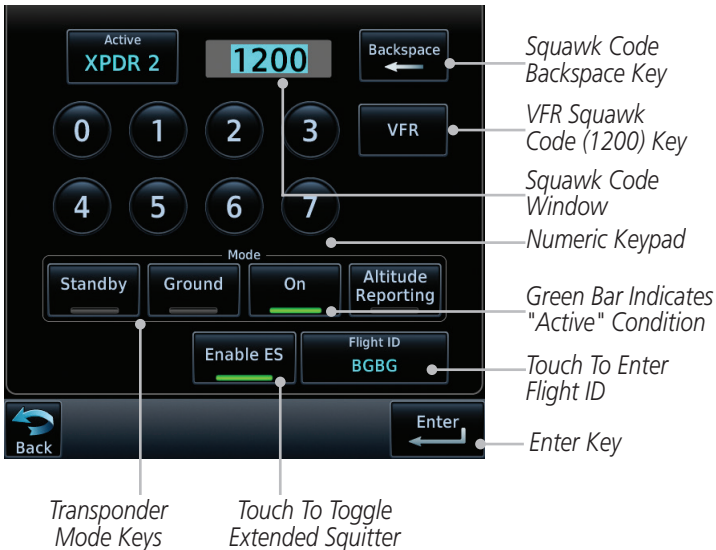 Active
XPDR 2
1200
Backspace
Squawk Code
Backspace Key
0
1
2
3
VFR
VFR Squawk
Code (1200) Key
4
5
6
7
Squawk Code
Window
Numeric Keypad
Mode
Standby
Ground
On
Altitude
Reporting
Green Bar Indicates
"Active" Condition
Enable ES
Flight ID
BGBG
Touch To Enter
Flight ID
Back
Enter
Enter Key
Transponder
Mode Keys
Touch To Toggle
Extended Squitter